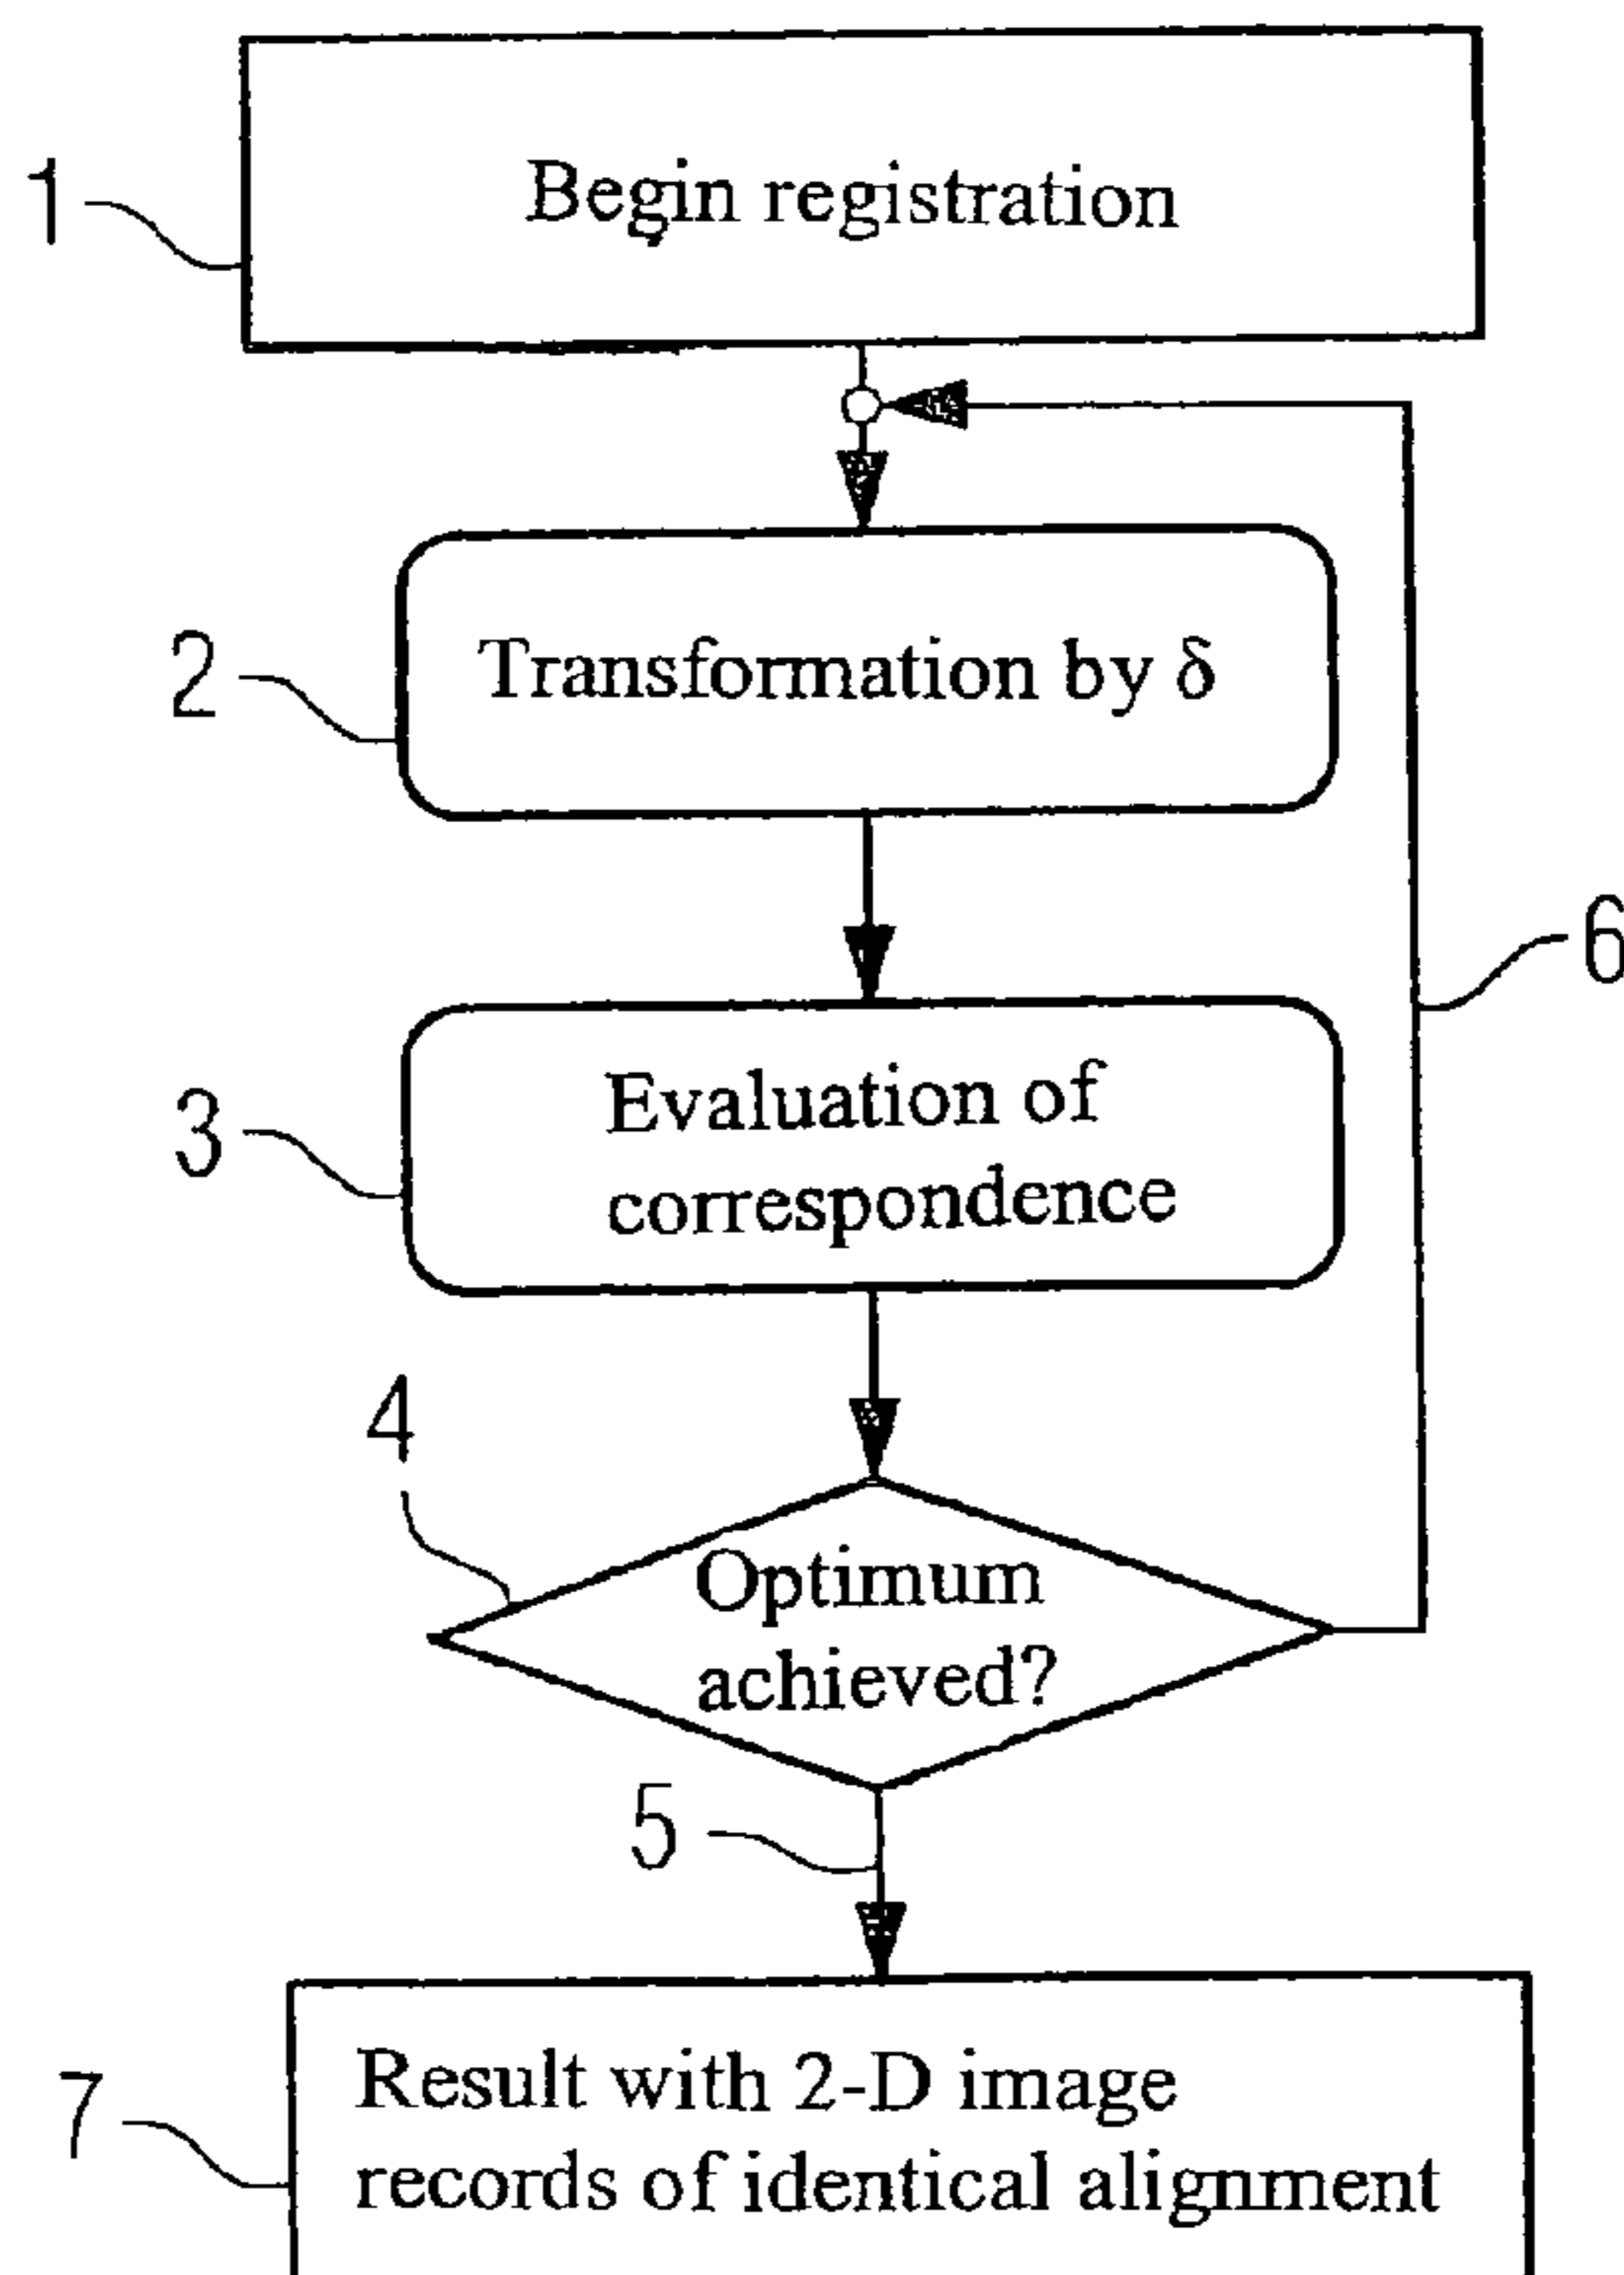 1
Begin registration
2
Transformation by δ
6
3
Evaluation of
correspondence
4
Optimum
achieved?
5
7
Result with 2-D image
records of identical alignment